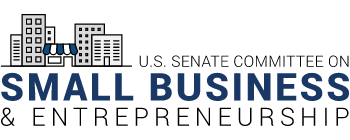 U.S. SENATE COMMITTEE ON
SMALL BUSINESS
& ENTREPRENEURSHIP